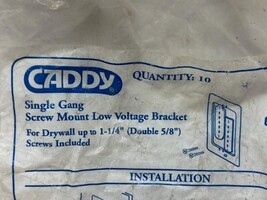 CADDY
QUANTITY: 10
Single Gang
Screw Mount Low Voltage Bracket
For Drywall up to 1-1/4" (Double 5/8")
Screws Included
INSTALLATION